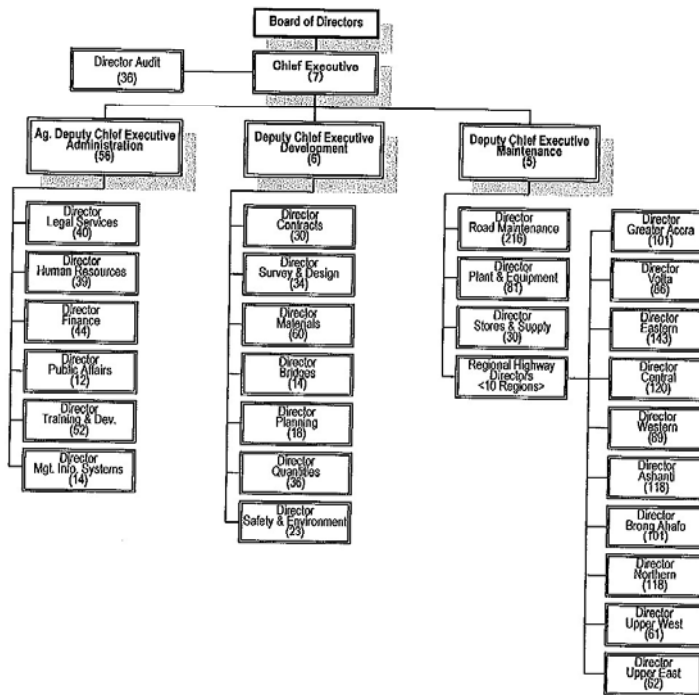 Board of Directors
Director Audit
(36)
Chief Executive
(7)
Ag. Deputy Chief Executive
Administration
(56)
Deputy Chief Executive
Development
(6)
Deputy Chief Executive
Maintenance
(5)
Director
Legal Services
(40)
Director
Human Resources
(39)
Director
Finance
(44)
Director
Public Affairs
(12)
Director
Training & Dev.
(52)
Director
Mgt. Info. Systems
(14)
Director
Contracts
(30)
Director
Survey & Design
(34)
Director
Materials
(60)
Director
Bridges
(14)
Director
Planning
(18)
Director
Quantities
(36)
Director
Safety & Environment
(23)
Director
Road Maintenance
(216)
Director
Plant & Equipment
(81)
Director
Stores & Supply
(30)
Regional Highway
Directors
<10 Regions>
Director
Greater Accra
(101)
Director
Volta
(86)
Director
Eastern
(143)
Director
Central
(120)
Director
Western
(89)
Director
Ashanti
(118)
Director
Brong Ahafo
(101)
Director
Northern
(118)
Director
Upper West
(61)
Director
Upper East
(62)